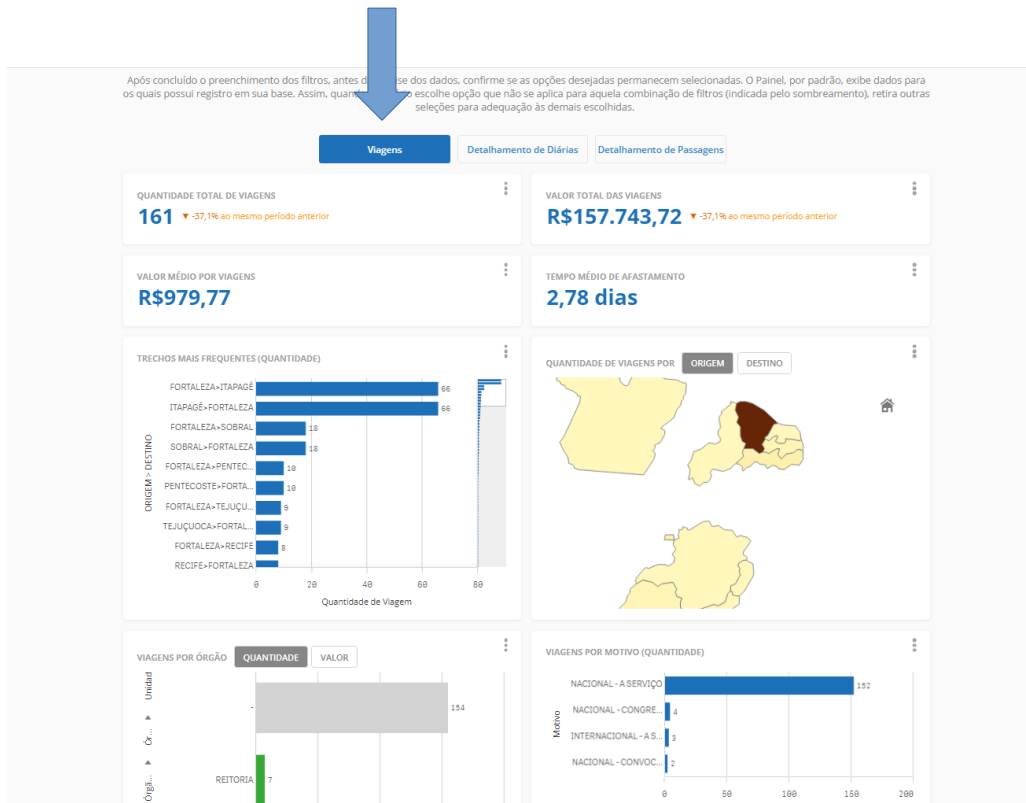 Após concluído o preenchimento dos filtros, antes d se dos dados, confirme se as opções desejadas permanecem selecionadas. O Painel, por padrão, exibe dados para
os quais possui registro em sua base. Assim, quan o escolhe opção que não se aplica para aquela combinação de filtros (indicada pelo sombreamento), retira outras
seleções para adequação às demais escolhidas.
Viagens
Detalhamento de Diárias
Detalhamento de Passagens
QUANTIDADE TOTAL DE VIAGENS
161 ▼ -37,1% ao mesmo período anterior
VALOR TOTAL DAS VIAGENS
R$157.743,72 ▼ -37,1% ao mesmo período anterior
VALOR MÉDIO POR VIAGENS
R$979,77
TEMPO MÉDIO DE AFASTAMENTO
2,78 dias
TRECHOS MAIS FREQUENTES (QUANTIDADE)
ORIGEM > DESTINO
FORTALEZA>ITAPAGÉ 66
ITAPAGÉ>FORTALEZA 66
FORTALEZA>SOBRAL 18
SOBRAL>FORTALEZA 18
FORTALEZA>PENTEC... 10
PENTECOSTE>FORTA... 10
FORTALEZA>TEJUÇU... 9
TEJUÇUOCA>FORTAL... 9
FORTALEZA>RECIFE 8
RECIFE>FORTALEZA
0 20 40 60 80
Quantidade de Viagem
QUANTIDADE DE VIAGENS POR ORIGEM DESTINO
VIAGENS POR ÓRGÃO QUANTIDADE VALOR
Órgã... ▲ Ór... ▲ Unidad
- 154
REITORIA 7
VIAGENS POR MOTIVO (QUANTIDADE)
Motivo
NACIONAL - A SERVIÇO 152
NACIONAL - CONGRE... 4
INTERNACIONAL - A S... 3
NACIONAL - CONVOC... 2
0 50 100 150 200